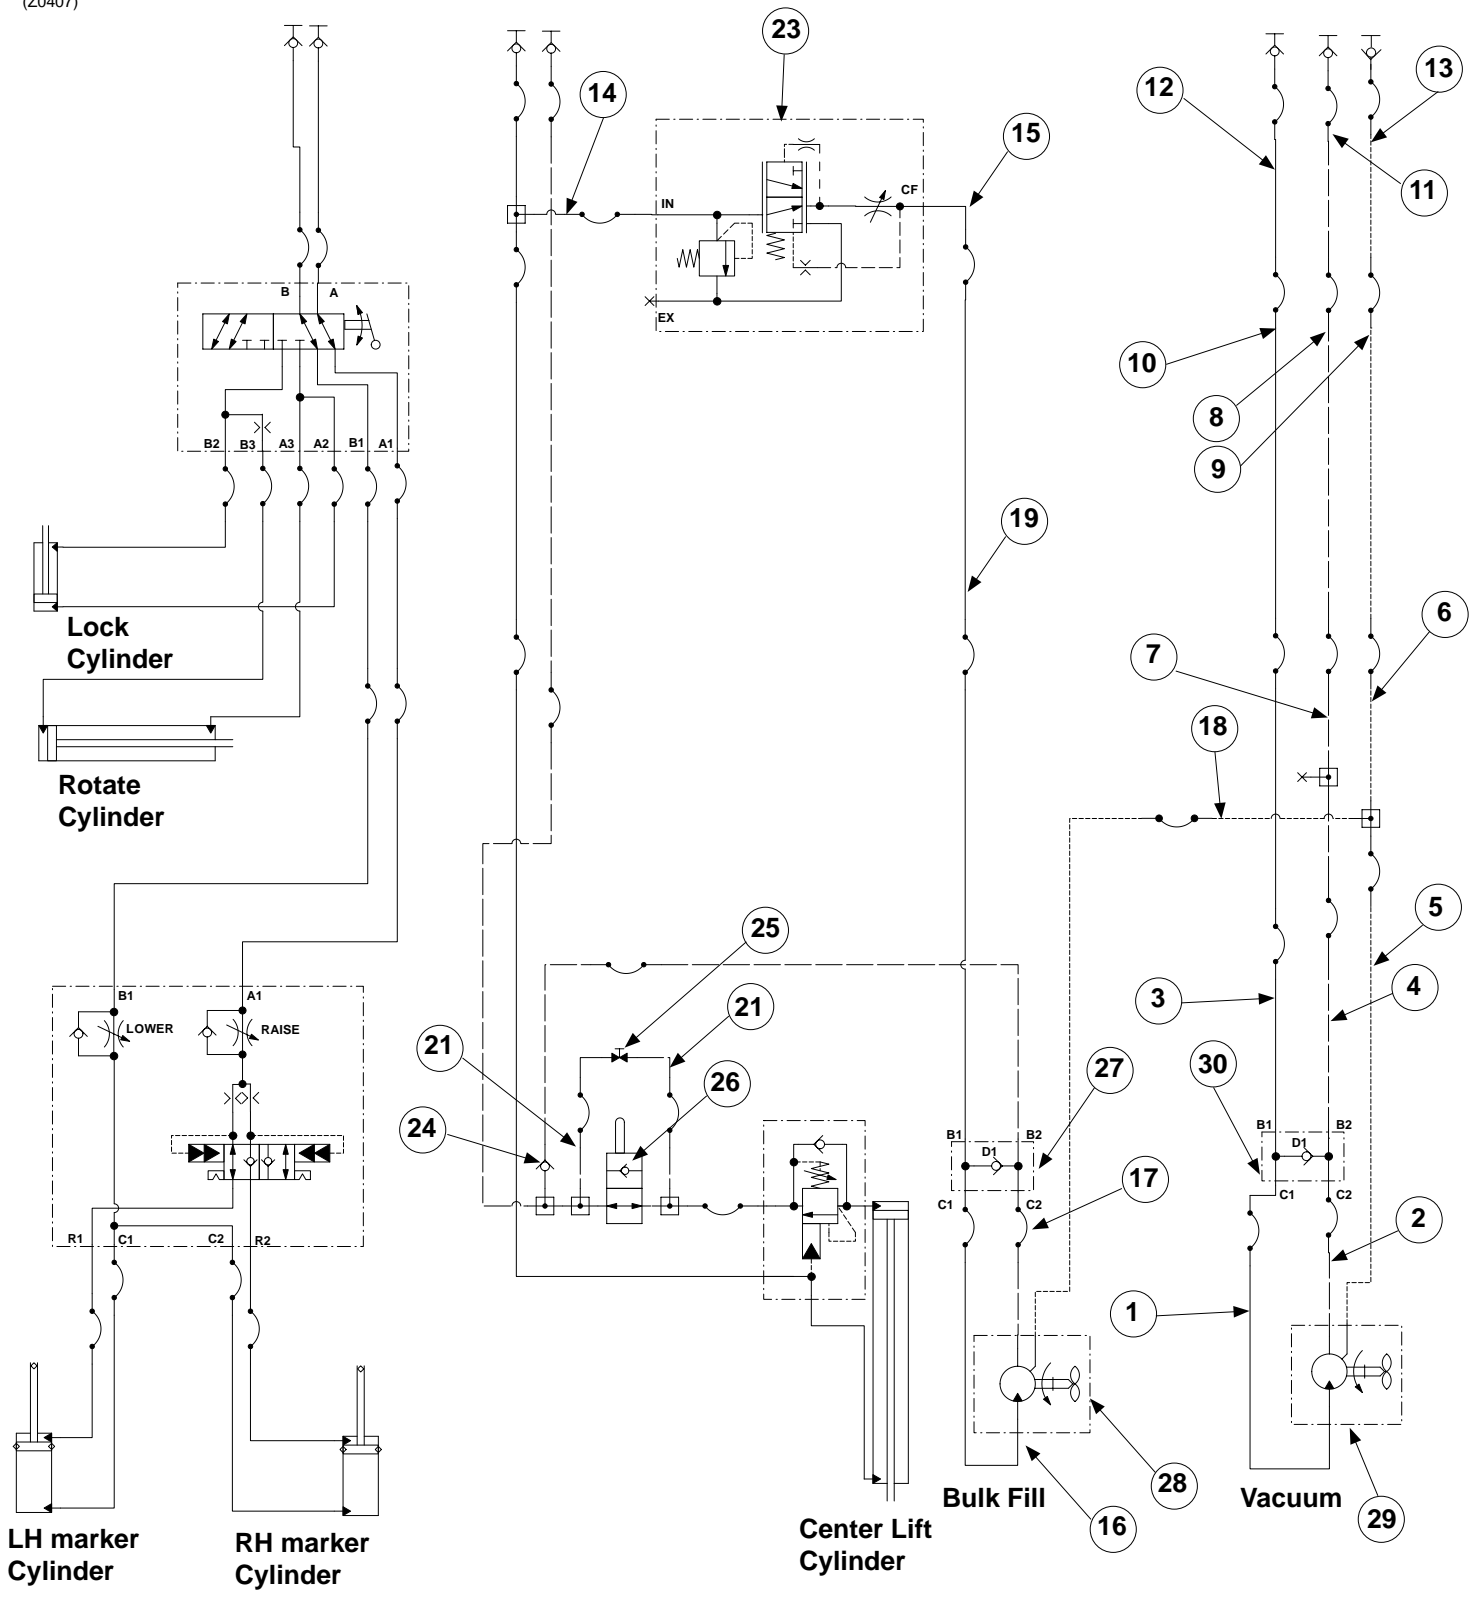 (Z0407)
23
12
13
14
15
11
CF
IN
B
A
EX
10
8
9
B2
B3
A3
A2
B1
A1
19
Lock
Cylinder
6
7
18
Rotate
Cylinder
5
25
3
4
B1
A1
LOWER
RAISE
21
21
26
27
30
24
B1
B2
D1
B1
B2
D1
17
C1
C2
C1
C2
2
R1
C1
C2
R2
1
28
Bulk Fill
Vacuum
16
29
Center Lift
Cylinder
LH marker
Cylinder
RH marker
Cylinder